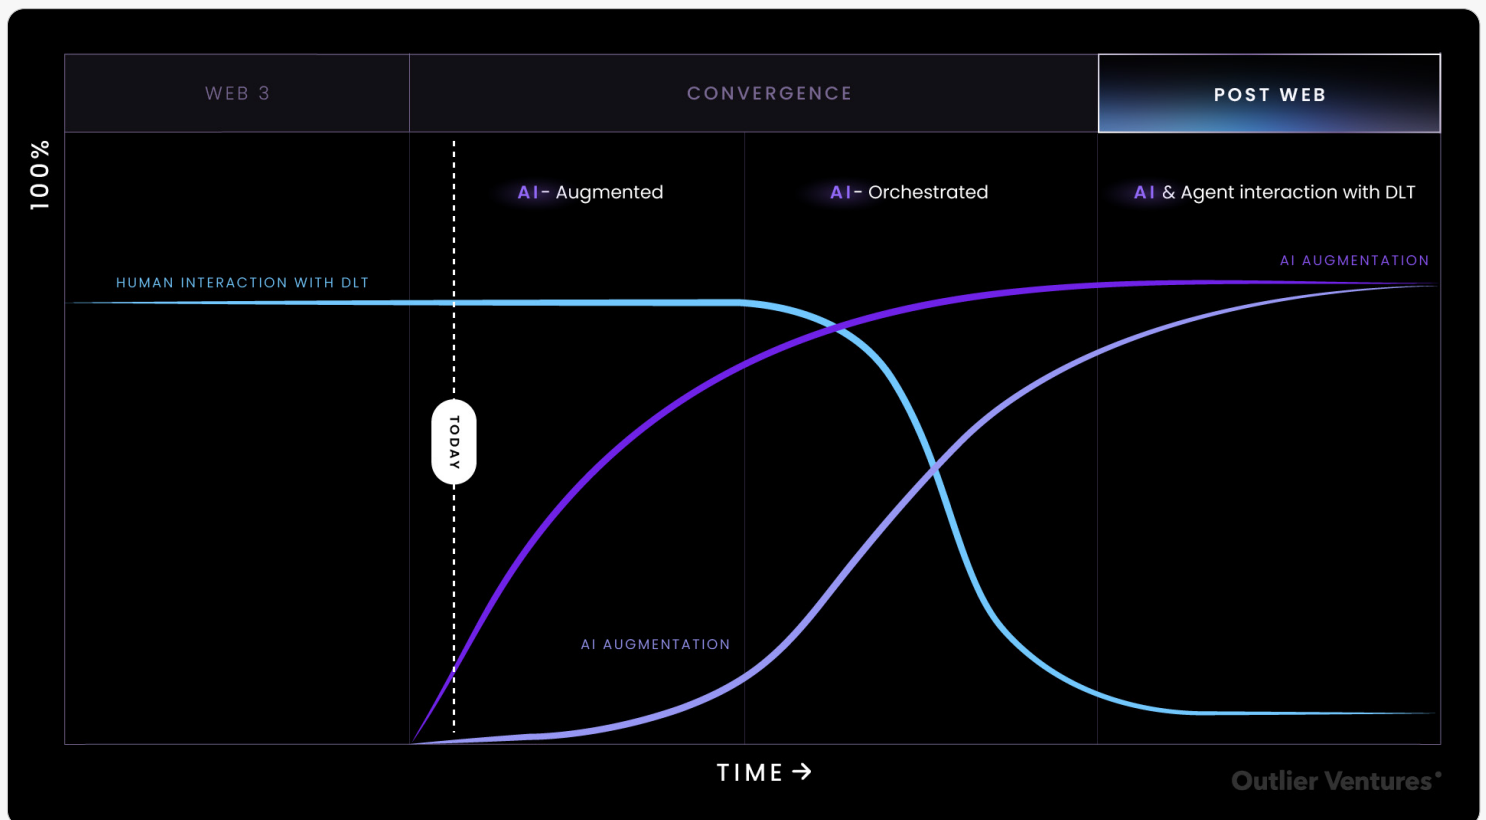 WEB 3
CONVERGENCE
POST WEB
100%
AI- Augmented
AI- Orchestrated
AI & Agent interaction with DLT
AI AUGMENTATION
HUMAN INTERACTION WITH DLT
TODAY
AI AUGMENTATION
TIME →
Outlier Ventures